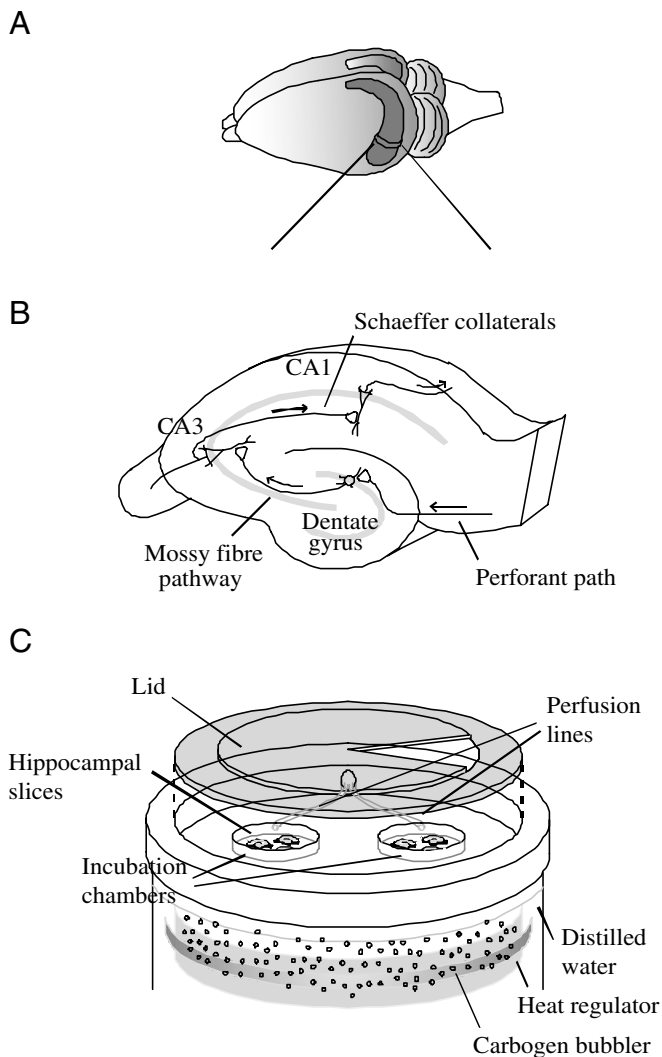 A
B
Schaeffer collaterals
CA1
CA3
Dentate
gyrus
Mossy fibre
pathway
Perforant path
C
Lid
Perfusion
lines
Hippocampal
slices
Incubation
chambers
Distilled
water
Heat regulator
Carbogen bubbler